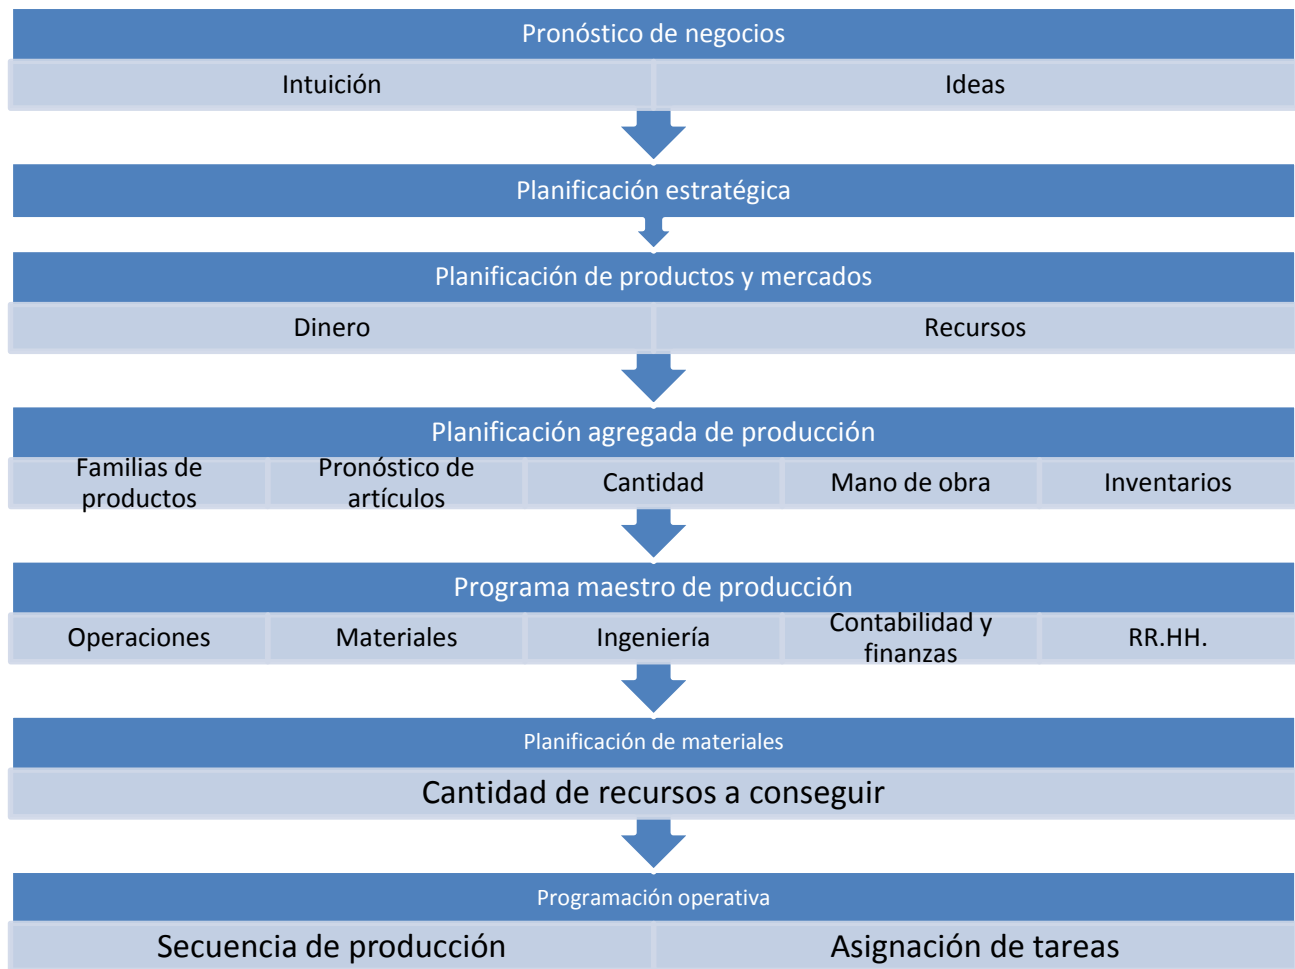 Pronóstico de negocios
Intuición
Ideas
Planificación estratégica
Planificación de productos y mercados
Dinero
Recursos
Planificación agregada de producción
Familias de
productos
Pronóstico de
artículos
Cantidad
Mano de obra
Inventarios
Programa maestro de producción
Operaciones
Materiales
Ingeniería
Contabilidad y
finanzas
RR.HH.
Planificación de materiales
Cantidad de recursos a conseguir
Programación operativa
Secuencia de producción
Asignación de tareas